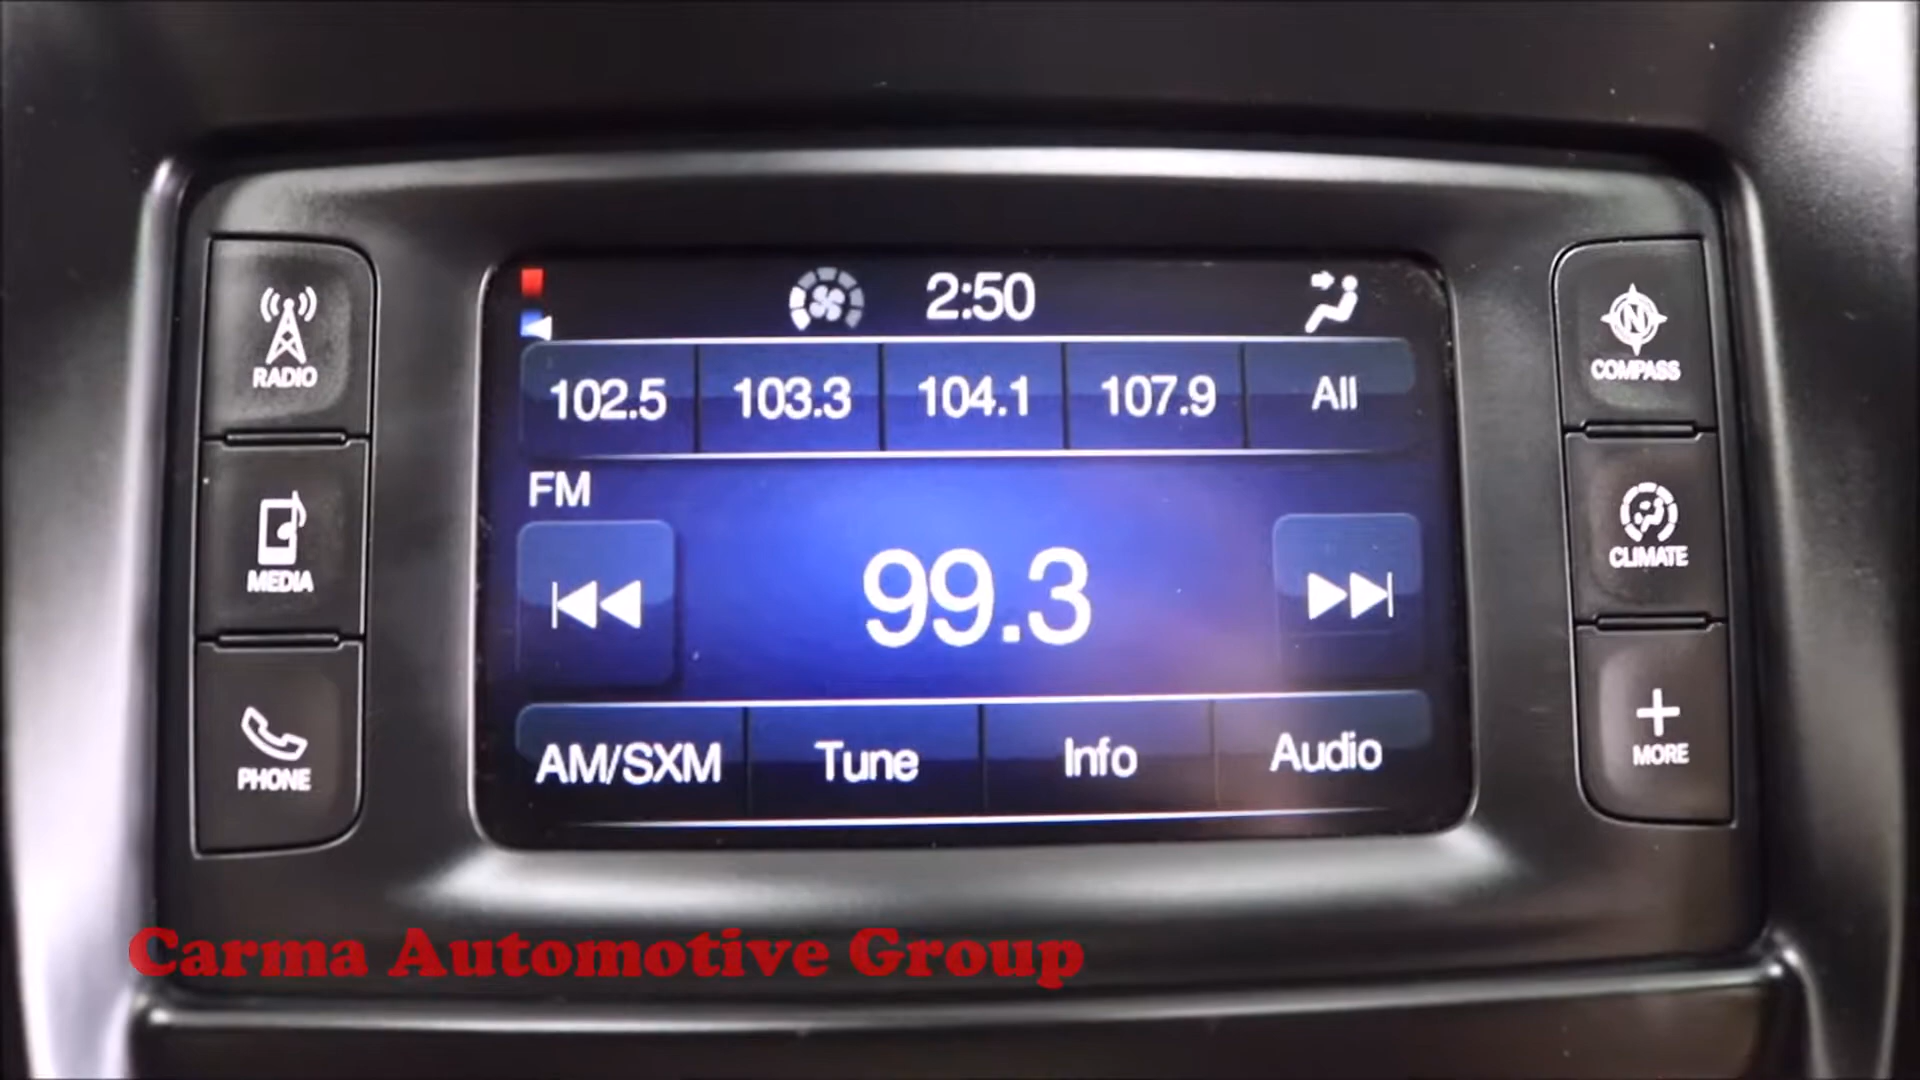 2:50
102.5 103.3 104.1 107.9 All
FM
99.3
AM/SXM Tune Info Audio
RADIO
MEDIA
PHONE
N
COMPASS
CLIMATE
MORE
Carma Automotive Group